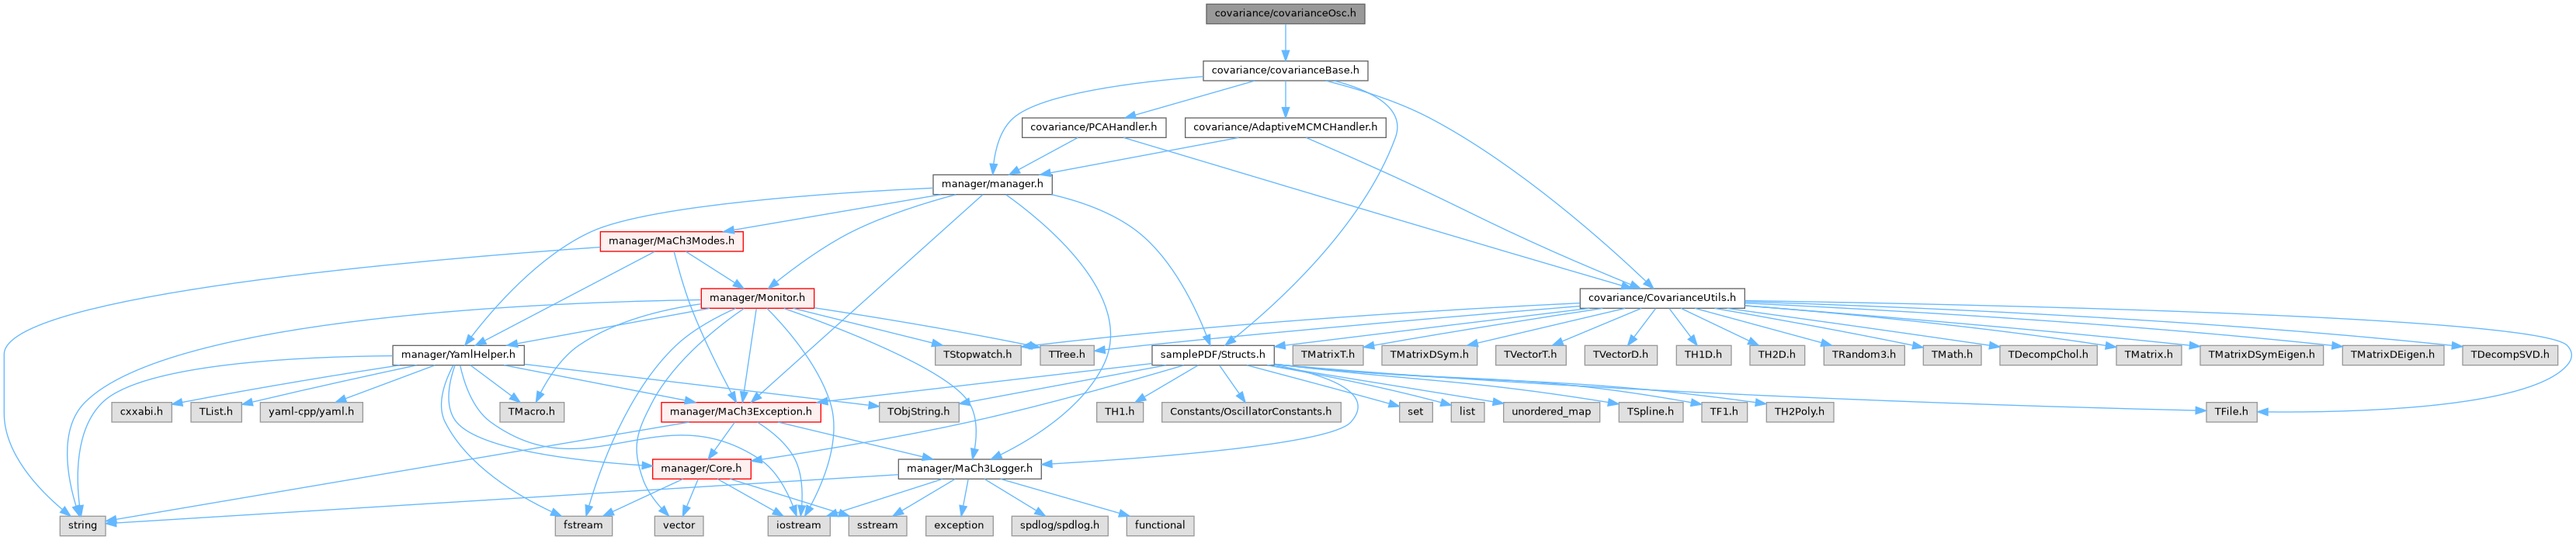 covariance/covarianceOsc.h
covariance/covarianceBase.h
covariance/PCAHandler.h
covariance/AdaptiveMCMCHandler.h
manager/manager.h
manager/MaCh3Modes.h
manager/Monitor.h
covariance/CovarianceUtils.h
manager/YamlHelper.h
TStopwatch.h
TTree.h
samplePDF/Structs.h
TMatrixT.h
TMatrixDSym.h
TVectorT.h
TVectorD.h
TH1D.h
TH2D.h
TRandom3.h
TMath.h
TDecompChol.h
TMatrix.h
TMatrixDSymEigen.h
TMatrixDEigen.h
TDecompSVD.h
cxxabi.h
TList.h
yaml-cpp/yaml.h
TMacro.h
manager/MaCh3Exception.h
TObjString.h
TH1.h
Constants/OscillatorConstants.h
set
list
unordered_map
TSpline.h
TF1.h
TH2Poly.h
TFile.h
manager/Core.h
manager/MaCh3Logger.h
string
fstream
vector
iostream
sstream
exception
spdlog/spdlog.h
functional